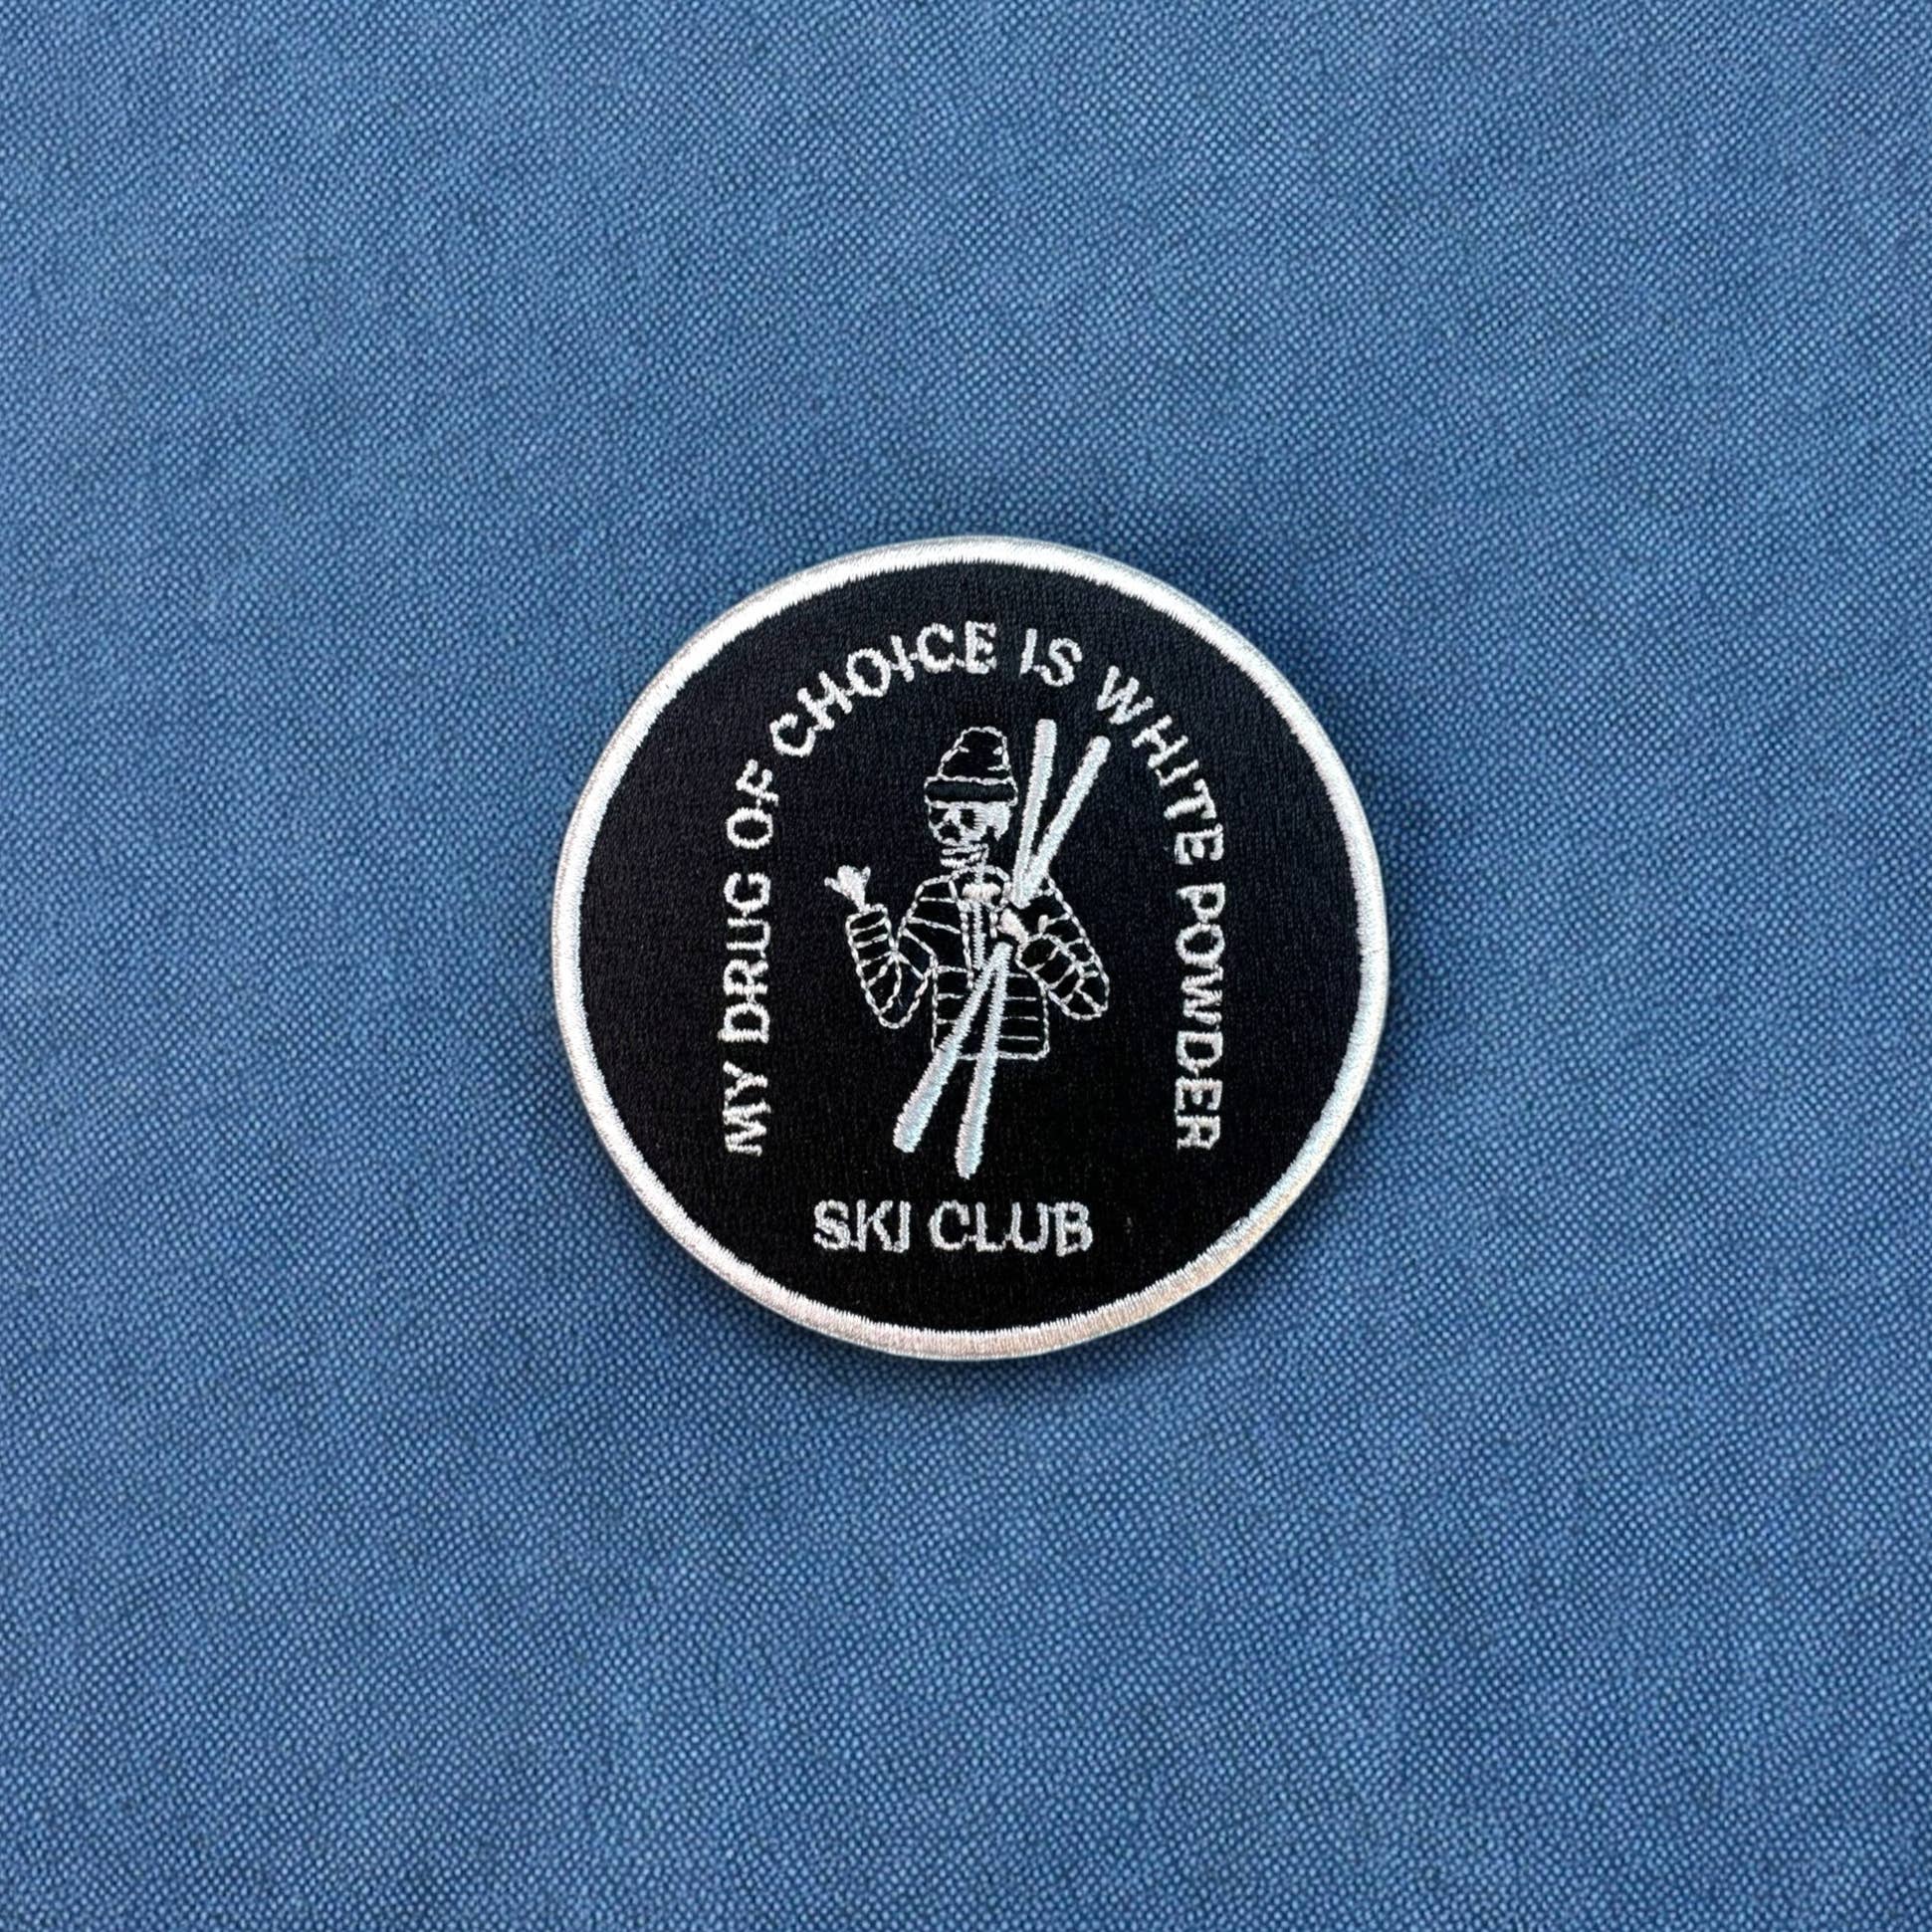 MY DRUG OF CHOICE IS WHITE POWDER
SKI CLUB